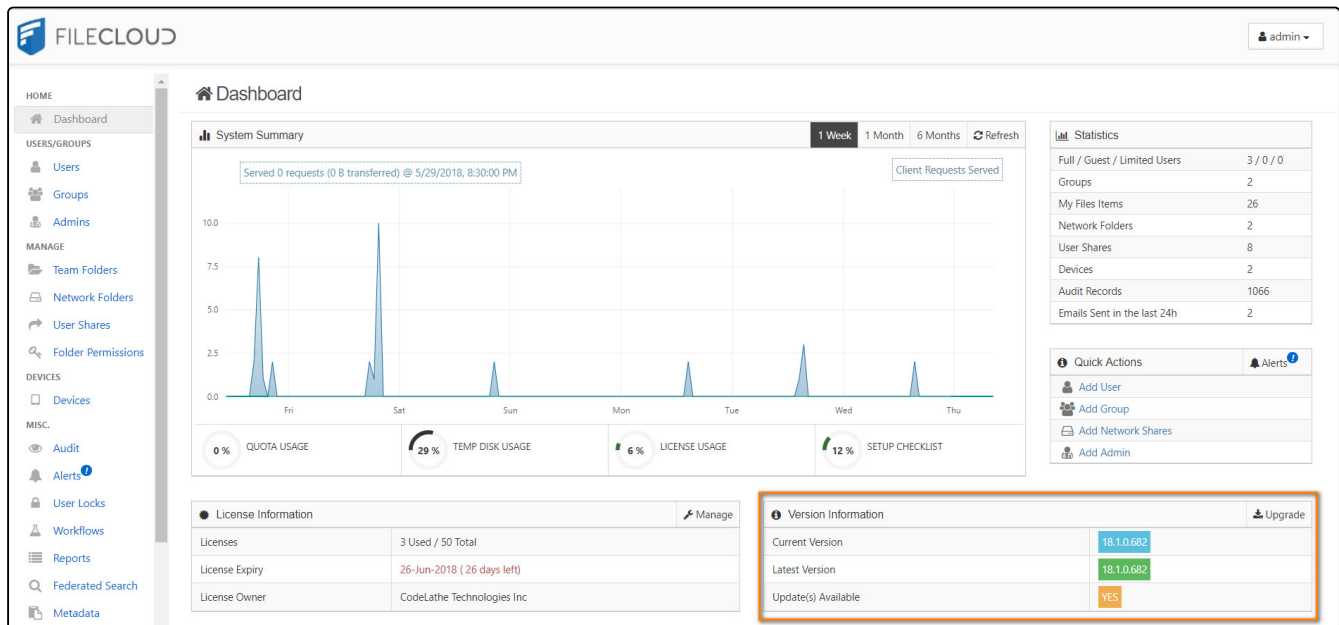 FILECLOUD
admin
HOME
Dashboard
USERS/GROUPS
Users
Groups
Admins
MANAGE
Team Folders
Network Folders
User Shares
Folder Permissions
DEVICES
Devices
MISC.
Audit
Alerts
User Locks
Workflows
Reports
Federated Search
Metadata
Dashboard
System Summary 1 Week 1 Month 6 Months Refresh
Served 0 requests (0 B transferred) @ 5/29/2018, 8:30:00 PM Client Requests Served
10.0
7.5
5.0
2.5
0.0
Fri Sat Sun Mon Tue Wed Thu
0 % QUOTA USAGE 29 % TEMP DISK USAGE 6 % LICENSE USAGE 12 % SETUP CHECKLIST
Statistics
Full / Guest / Limited Users 3 / 0 / 0
Groups 2
My Files Items 26
Network Folders 2
User Shares 8
Devices 2
Audit Records 1066
Emails Sent in the last 24h 2
Quick Actions Alerts
Add User
Add Group
Add Network Shares
Add Admin
License Information Manage
Licenses 3 Used / 50 Total
License Expiry 26-Jun-2018 ( 26 days left)
License Owner CodeLathe Technologies Inc
Version Information Upgrade
Current Version 18.1.0.682
Latest Version 18.1.0.682
Update(s) Available YES